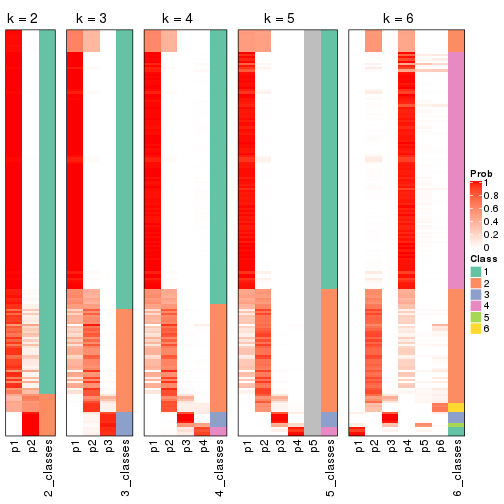 k = 2
k = 3
k = 4
k = 5
k = 6
p1
p2
2_classes
p1
p2
p3
3_classes
p1
p2
p3
p4
4_classes
p1
p2
p3
p4
p5
5_classes
p1
p2
p3
p4
p5
p6
6_classes
Prob
1
0.8
0.6
0.4
0.2
0
Class
1
2
3
4
5
6